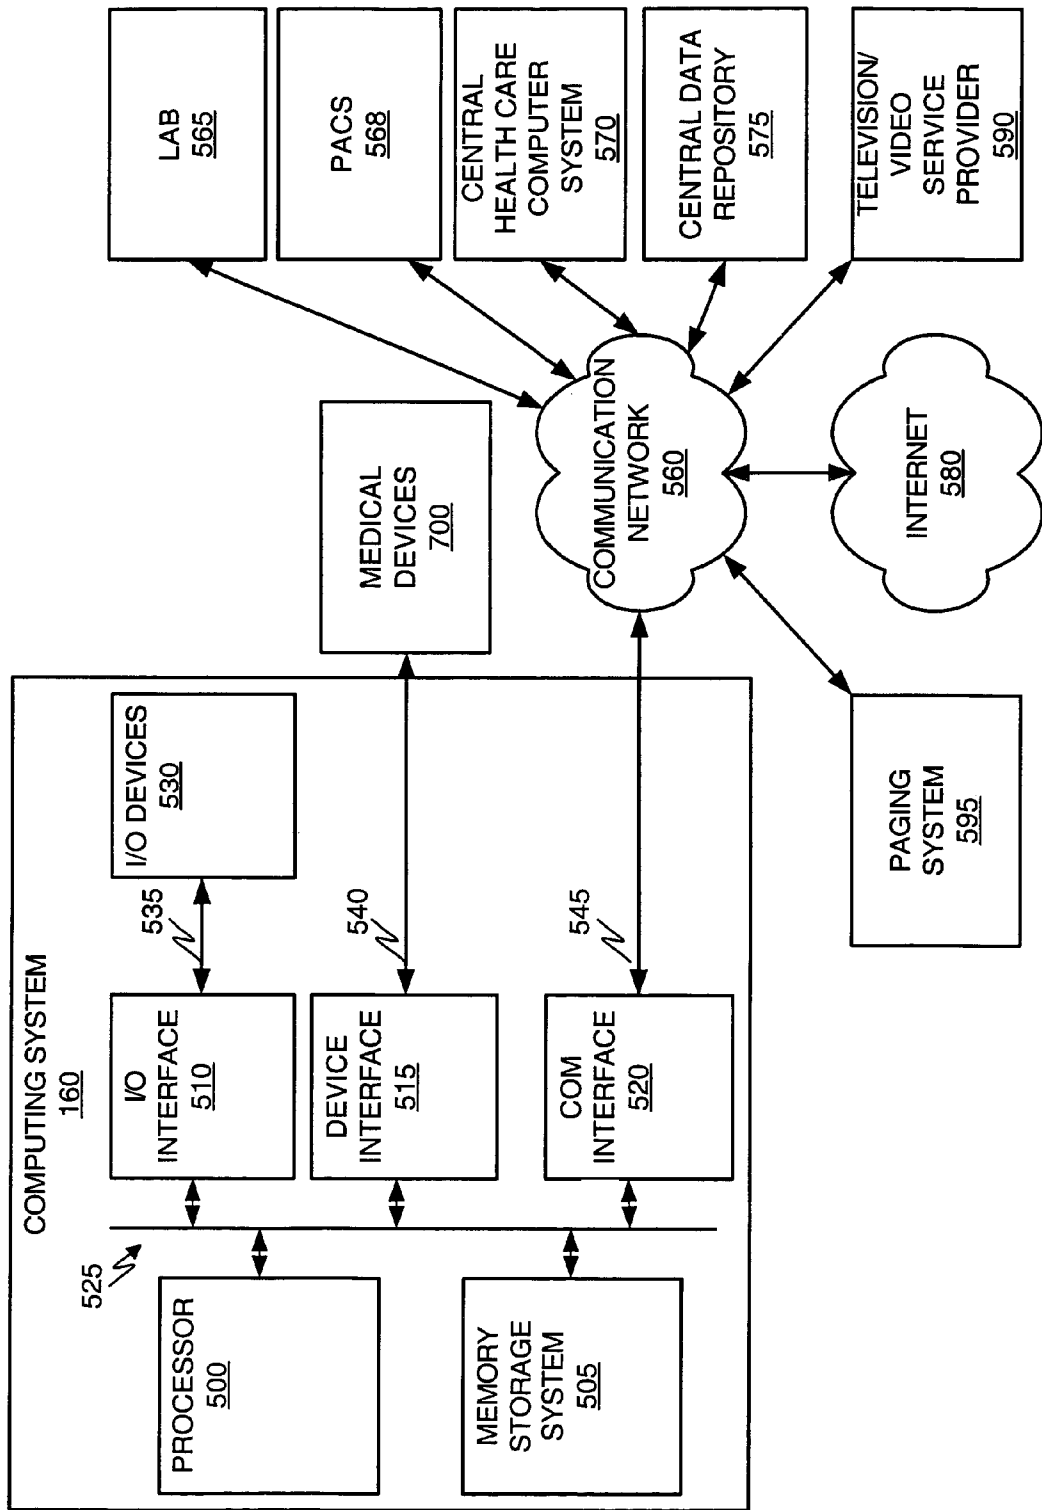 COMPUTING SYSTEM
160
PROCESSOR
500
MEMORY
STORAGE
SYSTEM
505
525
I/O
INTERFACE
510
DEVICE
INTERFACE
515
COM
INTERFACE
520
535
540
545
I/O DEVICES
530
MEDICAL
DEVICES
700
COMMUNICATION
NETWORK
560
PAGING
SYSTEM
595
INTERNET
580
LAB
565
PACS
568
CENTRAL
HEALTH CARE
COMPUTER
SYSTEM
570
CENTRAL DATA
REPOSITORY
575
TELEVISION/
VIDEO
SERVICE
PROVIDER
590